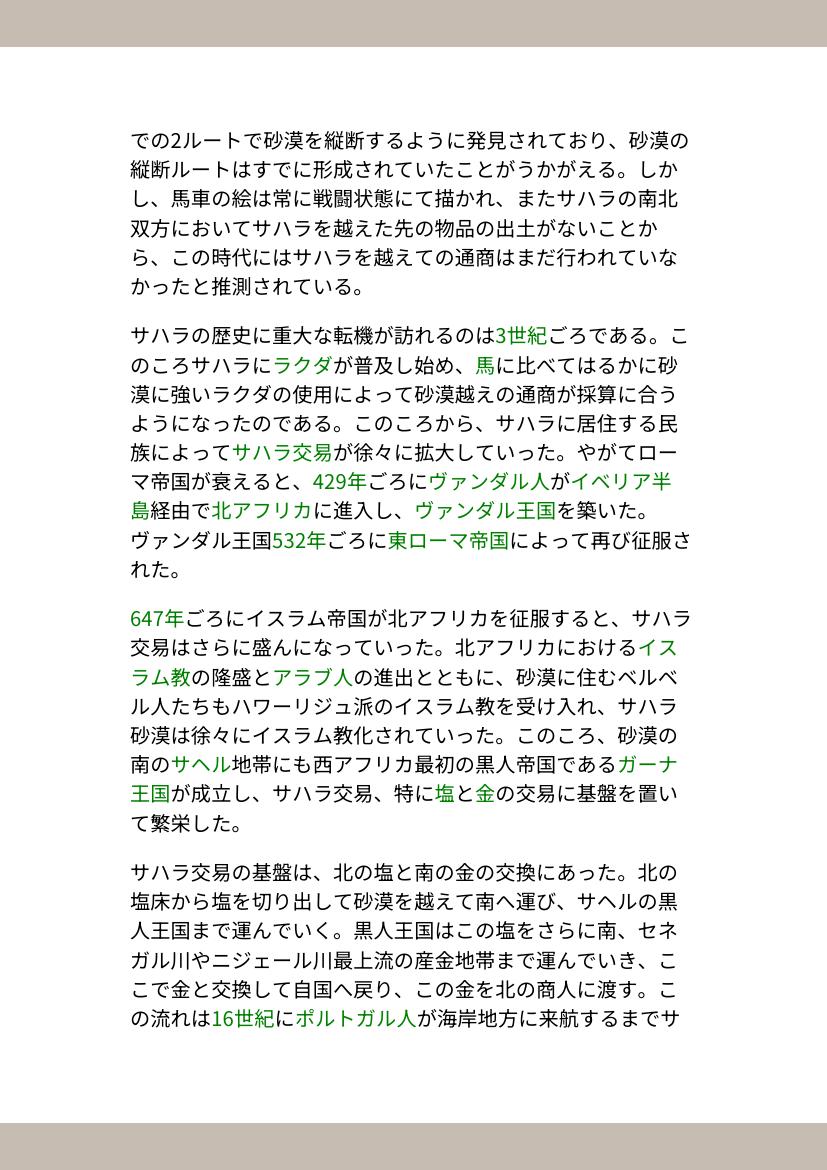 での2ルートで砂漠を縦断するように発見されており、砂漠の
縦断ルートはすでに形成されていたことがうかがえる。しか
し、馬車の絵は常に戦闘状態にて描かれ、またサハラの南北
双方においてサハラを越えた先の物品の出土がないことか
ら、この時代にはサハラを越えての通商はまだ行われていな
かったと推測されている。
サハラの歴史に重大な転機が訪れるのは3世紀ごろである。こ
のころサハラにラクダが普及し始め、馬に比べてはるかに砂
漠に強いラクダの使用によって砂漠越えの通商が採算に合う
ようになったのである。このころから、サハラに居住する民
族によってサハラ交易が徐々に拡大していった。やがてロー
マ帝国が衰えると、429年ごろにヴァンダル人がイベリア半
島経由で北アフリカに進入し、ヴァンダル王国を築いた。
ヴァンダル王国532年ごろに東ローマ帝国によって再び征服さ
れた。
647年ごろにイスラム帝国が北アフリカを征服すると、サハラ
交易はさらに盛んになっていった。北アフリカにおけるイス
ラム教の隆盛とアラブ人の進出とともに、砂漠に住むベルベ
ル人たちもハワーリジュ派のイスラム教を受け入れ、サハラ
砂漠は徐々にイスラム教化されていった。このころ、砂漠の
南のサヘル地帯にも西アフリカ最初の黒人帝国であるガーナ
王国が成立し、サハラ交易、特に塩と金の交易に基盤を置い
て繁栄した。
サハラ交易の基盤は、北の塩と南の金の交換にあった。北の
塩床から塩を切り出して砂漠を越えて南へ運び、サヘルの黒
人王国まで運んでいく。黒人王国はこの塩をさらに南、セネ
ガル川やニジェール川最上流の産金地帯まで運んでいき、こ
こで金と交換して自国へ戻り、この金を北の商人に渡す。こ
の流れは16世紀にポルトガル人が海岸地方に来航するまでサ